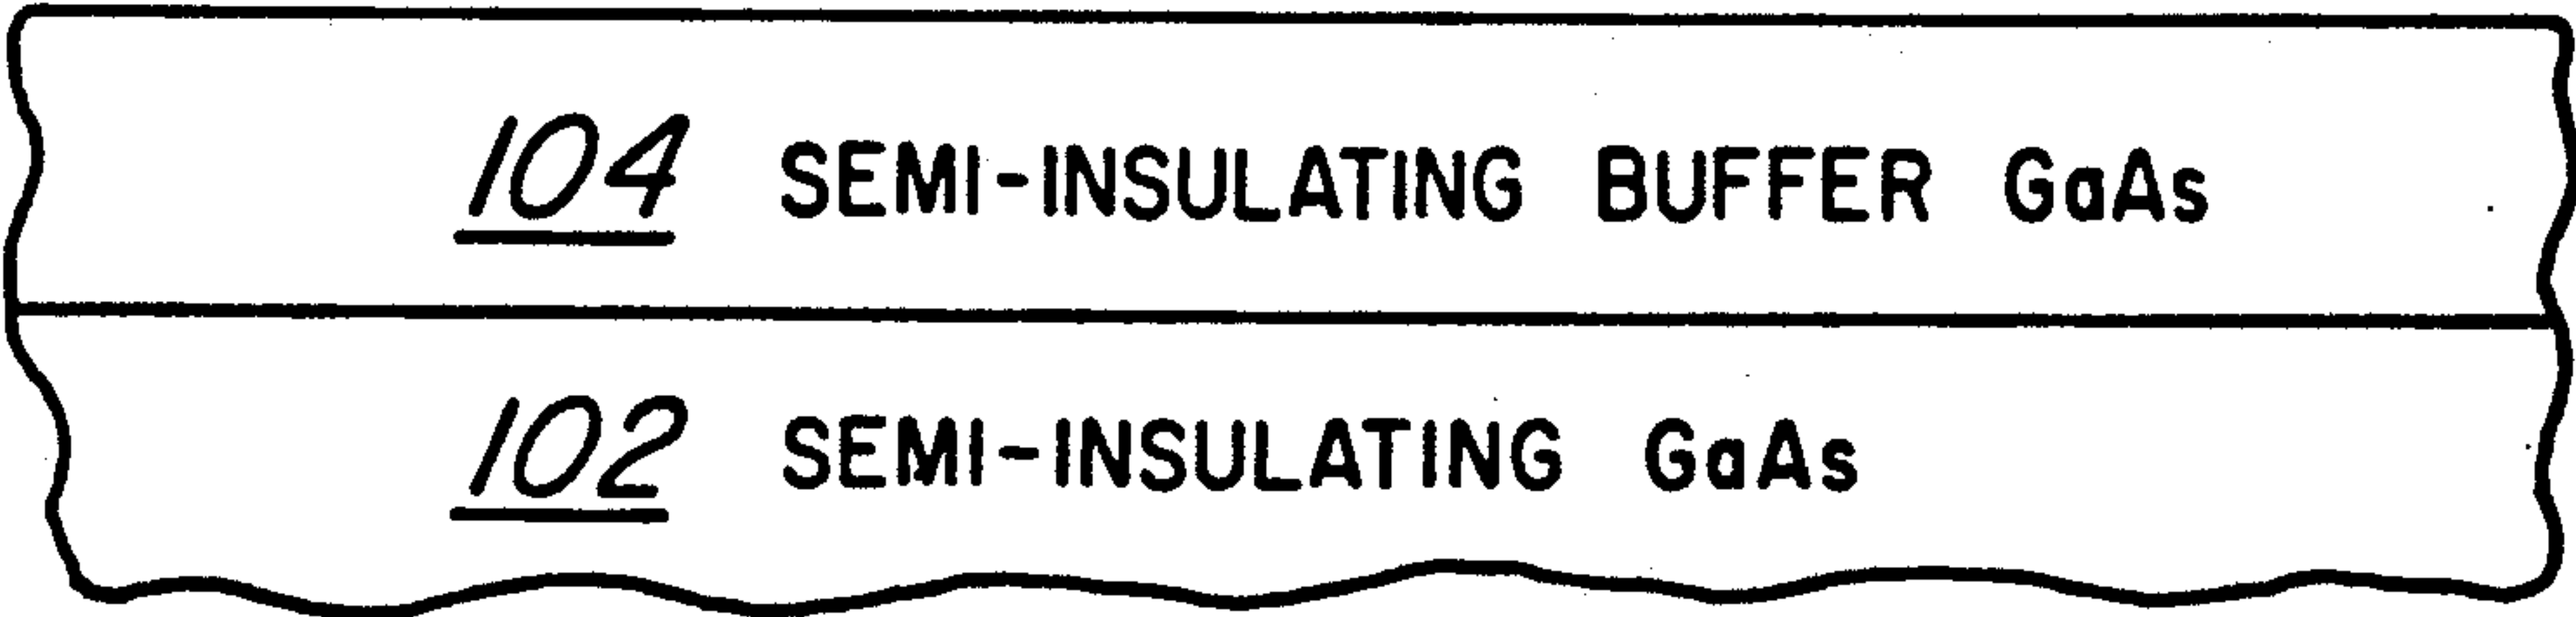 104 SEMI-INSULATING BUFFER GaAs
102 SEMI-INSULATING GaAs